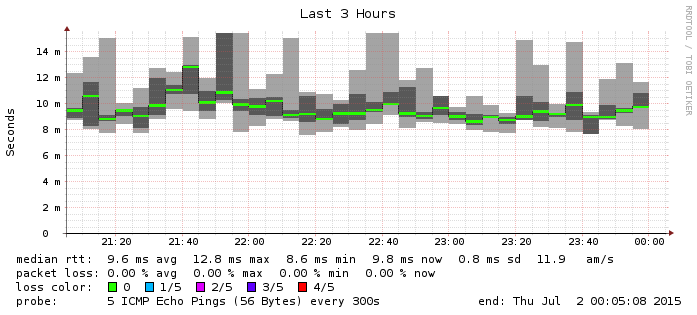 Last 3 Hours
RRDTOOL / TOBI OETIKER
Seconds
14 m
12 m
10 m
8 m
6 m
4 m
2 m
0
21:20 21:40 22:00 22:20 22:40 23:00 23:20 23:40 00:00
median rtt: 9.6 ms avg 12.8 ms max 8.6 ms min 9.8 ms now 0.8 ms sd 11.9 am/s
packet loss: 0.00 % avg 0.00 % max 0.00 % min 0.00 % now
loss color: 0 1/5 2/5 3/5 4/5
probe: 5 ICMP Echo Pings (56 Bytes) every 300s end: Thu Jul 2 00:05:08 2015